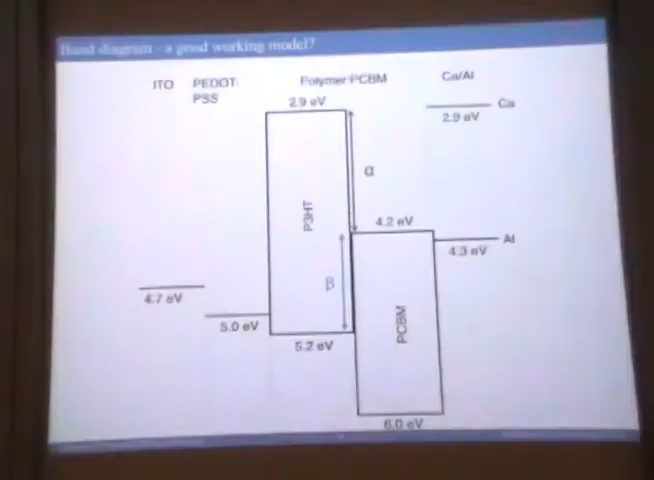 Band diagram - a good working model?
ITO
PEDOT:
PSS
Polymer:PCBM
Ca/Al
2.9 eV
Ca
2.9 eV
α
P3HT
4.2 eV
Al
4.3 eV
β
4.7 eV
5.0 eV
PCBM
5.2 eV
6.0 eV